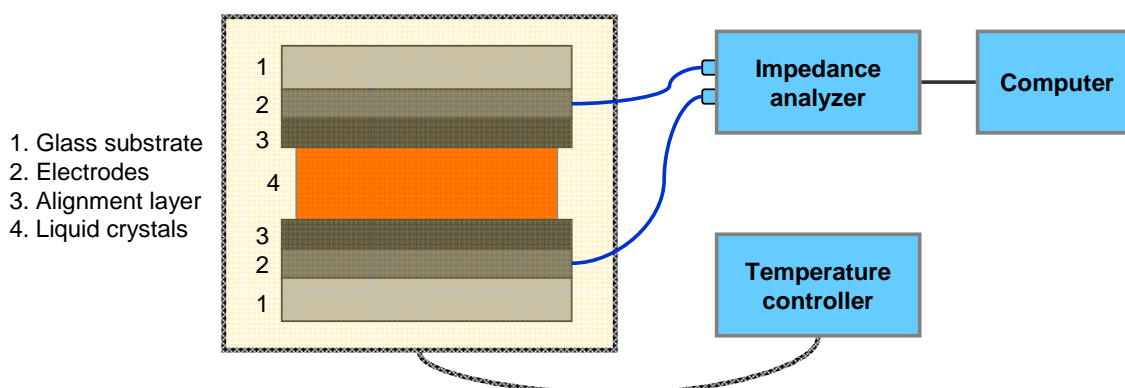 1. Glass substrate
2. Electrodes
3. Alignment layer
4. Liquid crystals
1
2
3
4
3
2
1
Impedance
analyzer
Computer
Temperature
controller